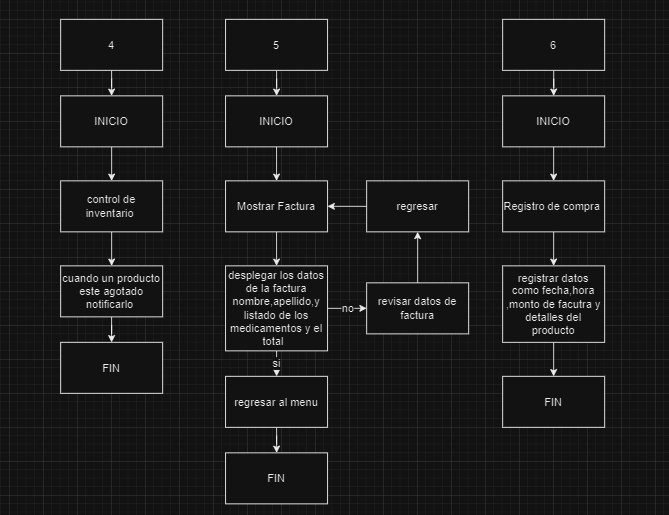 4
INICIO
control de
inventario
cuando un producto
este agotado
notificarlo
FIN
5
INICIO
Mostrar Factura
regresar
desplegar los datos
de la factura
nombre,apellido,y
listado de los
medicamentos y el
total
no
revisar datos de
factura
si
regresar al menu
FIN
6
INICIO
Registro de compra
registrar datos
como fecha,hora
,monto de facutra y
detalles del
producto
FIN